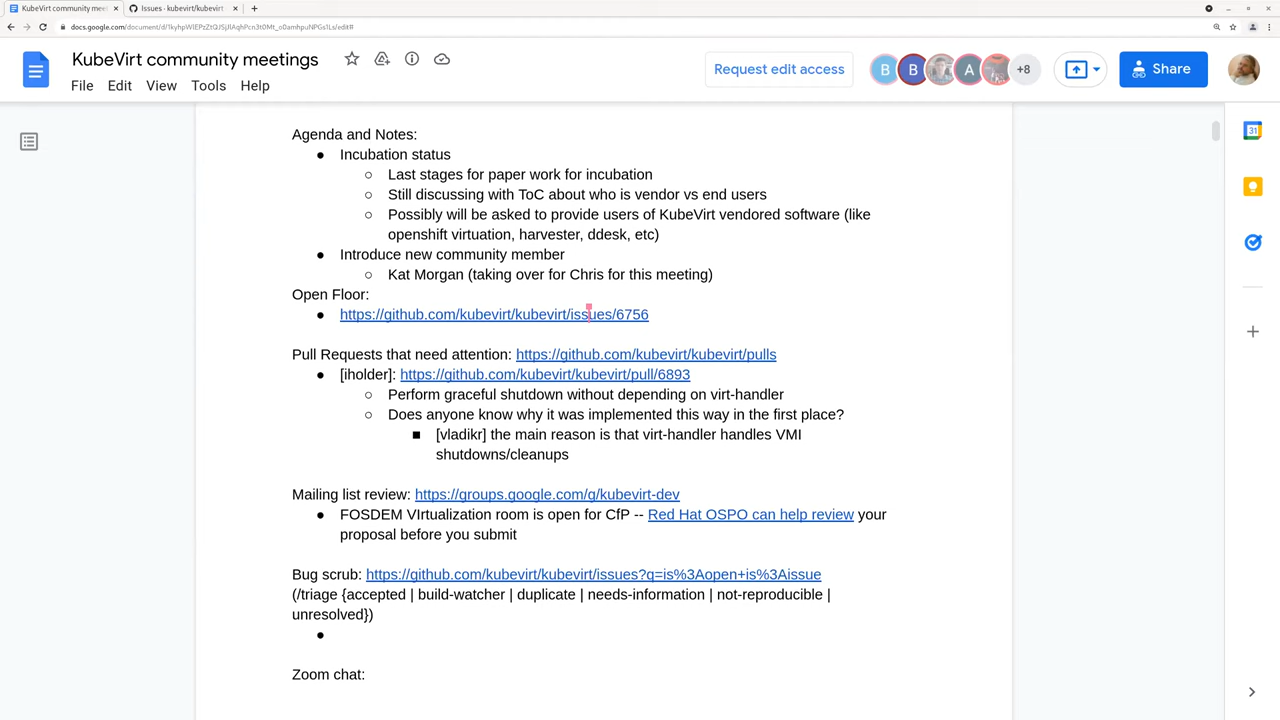 KubeVirt community mee
Issues · kubevirt/kubevirt
KubeVirt community meetings
File Edit View Tools Help
Request edit access
B B A +8
Share
31
Agenda and Notes:
● Incubation status
○ Last stages for paper work for incubation
○ Still discussing with ToC about who is vendor vs end users
○ Possibly will be asked to provide users of KubeVirt vendored software (like
openshift virtuation, harvester, ddesk, etc)
● Introduce new community member
○ Kat Morgan (taking over for Chris for this meeting)
Open Floor:
● https://github.com/kubevirt/kubevirt/issues/6756
Pull Requests that need attention: https://github.com/kubevirt/kubevirt/pulls
● [iholder]: https://github.com/kubevirt/kubevirt/pull/6893
○ Perform graceful shutdown without depending on virt-handler
○ Does anyone know why it was implemented this way in the first place?
■ [vladikr] the main reason is that virt-handler handles VMI
shutdowns/cleanups
Mailing list review: https://groups.google.com/g/kubevirt-dev
● FOSDEM VIrtualization room is open for CfP -- Red Hat OSPO can help review your
proposal before you submit
Bug scrub: https://github.com/kubevirt/kubevirt/issues?q=is%3Aopen+is%3Aissue
(/triage {accepted | build-watcher | duplicate | needs-information | not-reproducible |
unresolved})
●
Zoom chat: